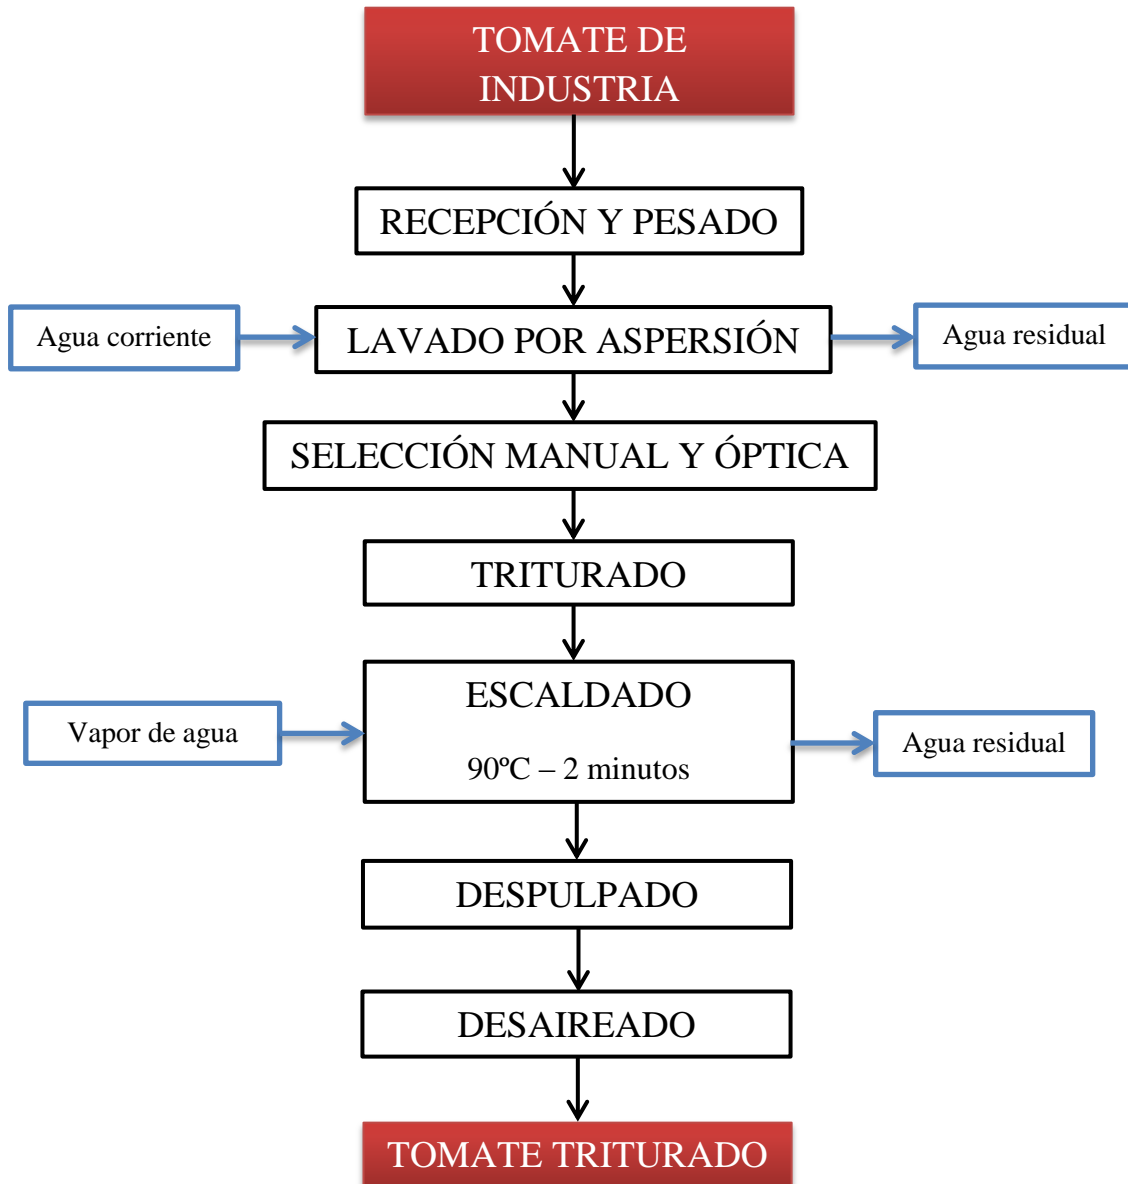 TOMATE DE
INDUSTRIA
RECEPCIÓN Y PESADO
Agua corriente
LAVADO POR ASPERSIÓN
Agua residual
SELECCIÓN MANUAL Y ÓPTICA
TRITURADO
ESCALDADO
Vapor de agua
90ºC – 2 minutos
Agua residual
DESPULPADO
DESAIREADO
TOMATE TRITURADO